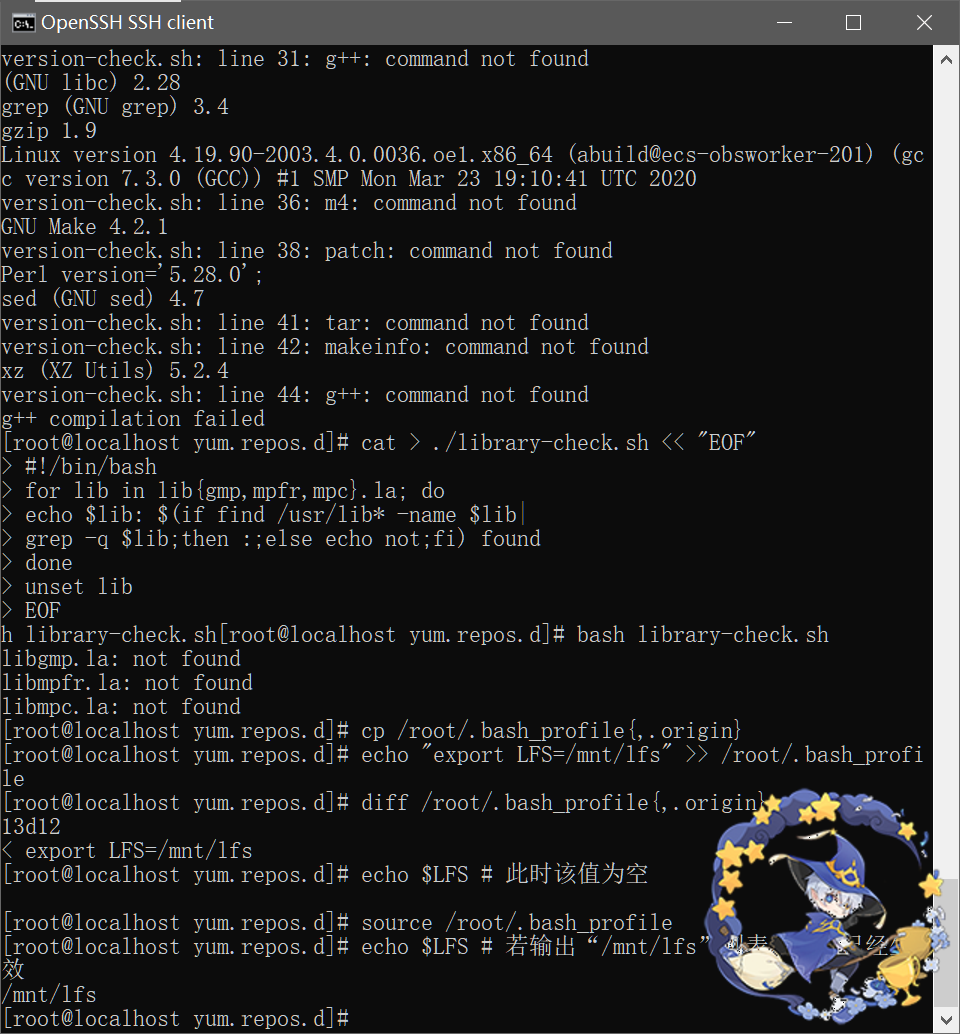 OpenSSH SSH client
version-check.sh: line 31: g++: command not found
(GNU libc) 2.28
grep (GNU grep) 3.4
gzip 1.9
Linux version 4.19.90-2003.4.0.0036.oe1.x86_64 (abuild@ecs-obsworker-201) (gc
c version 7.3.0 (GCC)) #1 SMP Mon Mar 23 19:10:41 UTC 2020
version-check.sh: line 36: m4: command not found
GNU Make 4.2.1
version-check.sh: line 38: patch: command not found
Perl version='5.28.0';
sed (GNU sed) 4.7
version-check.sh: line 41: tar: command not found
version-check.sh: line 42: makeinfo: command not found
xz (XZ Utils) 5.2.4
version-check.sh: line 44: g++: command not found
g++ compilation failed
[root@localhost yum.repos.d]# cat > ./library-check.sh << "EOF"
> #!/bin/bash
> for lib in lib{gmp,mpfr,mpc}.la; do
> echo $lib: $(if find /usr/lib* -name $lib|
> grep -q $lib;then :;else echo not;fi) found
> done
> unset lib
> EOF
h library-check.sh[root@localhost yum.repos.d]# bash library-check.sh
libgmp.la: not found
libmpfr.la: not found
libmpc.la: not found
[root@localhost yum.repos.d]# cp /root/.bash_profile{,.origin}
[root@localhost yum.repos.d]# echo "export LFS=/mnt/lfs" >> /root/.bash_profi
le
[root@localhost yum.repos.d]# diff /root/.bash_profile{,.origin}
13d12
< export LFS=/mnt/lfs
[root@localhost yum.repos.d]# echo $LFS # 此时该值为空
[root@localhost yum.repos.d]# source /root/.bash_profile
[root@localhost yum.repos.d]# echo $LFS # 若输出“/mnt/lfs”则表 已经
效
/mnt/lfs
[root@localhost yum.repos.d]#